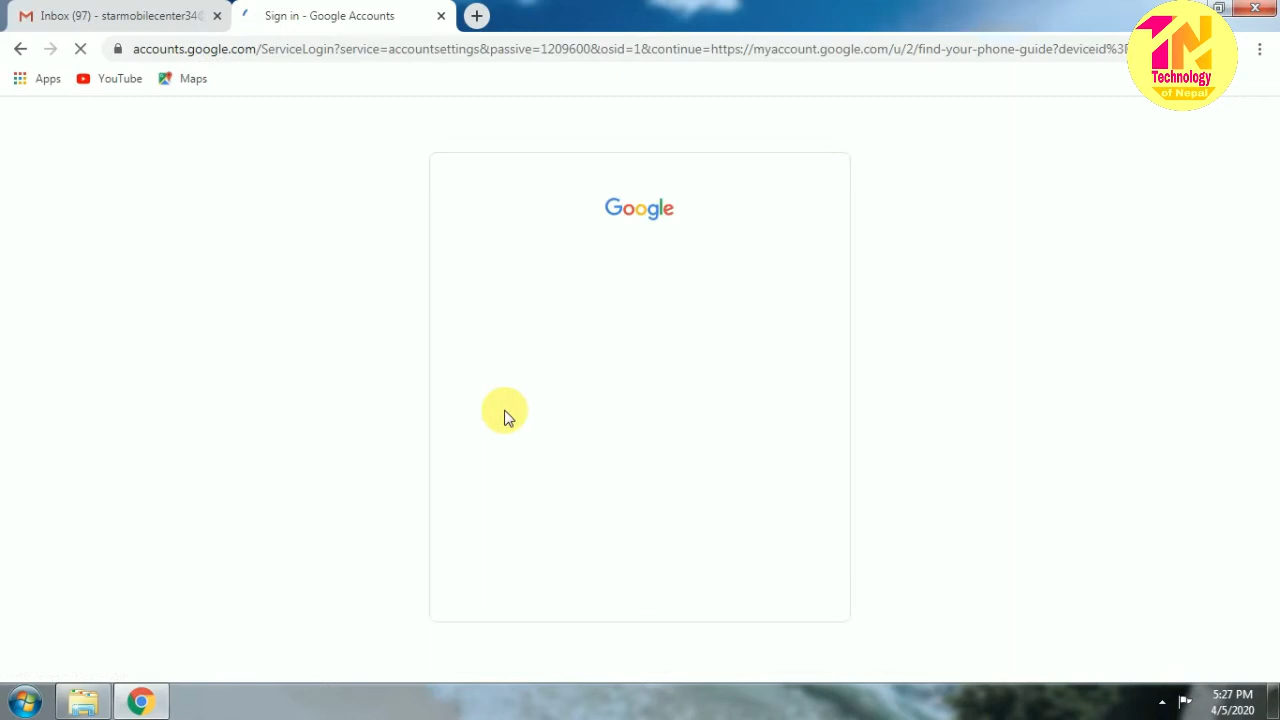 Inbox (97) - starmobilecenter34
Sign in - Google Accounts
accounts.google.com/ServiceLogin?service=accountsettings&passive=1209600&osid=1&continue=https://myaccount.google.com/u/2/find-your-phone-guide?deviceid%3
Apps
YouTube
Maps
TN
Technology
of Nepal
Google
5:27 PM
4/5/2020